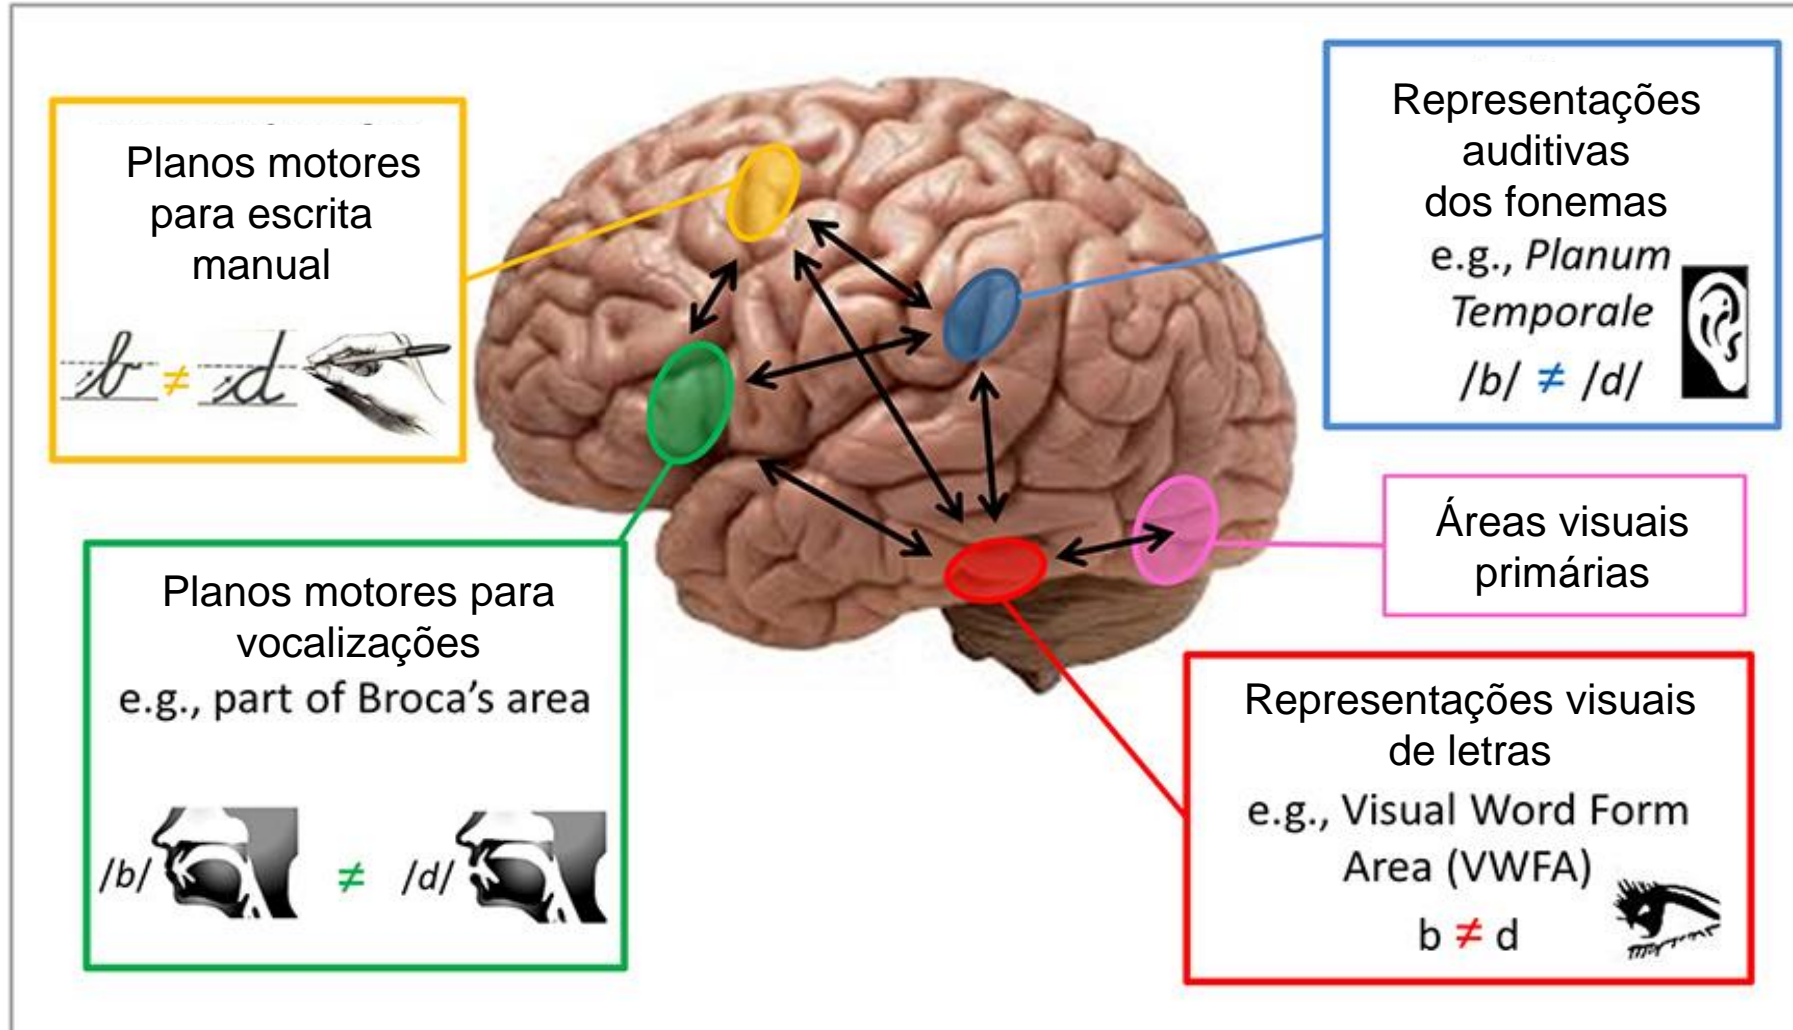 Planos motores
para escrita
manual
b ≠ d
Representações
auditivas
dos fonemas
e.g., Planum
Temporale
/b/ ≠ /d/
Áreas visuais
primárias
Planos motores para
vocalizações
e.g., part of Broca’s area
/b/ ≠ /d/
Representações visuais
de letras
e.g., Visual Word Form
Area (VWFA)
b ≠ d